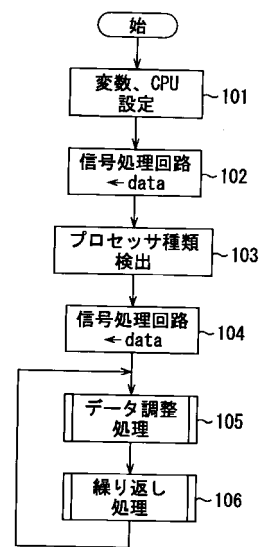 始
変数、CPU
設定
101
信号処理回路
←data
102
プロセッサ種類
検出
103
信号処理回路
←data
104
データ調整
処理
105
繰り返し
処理
106